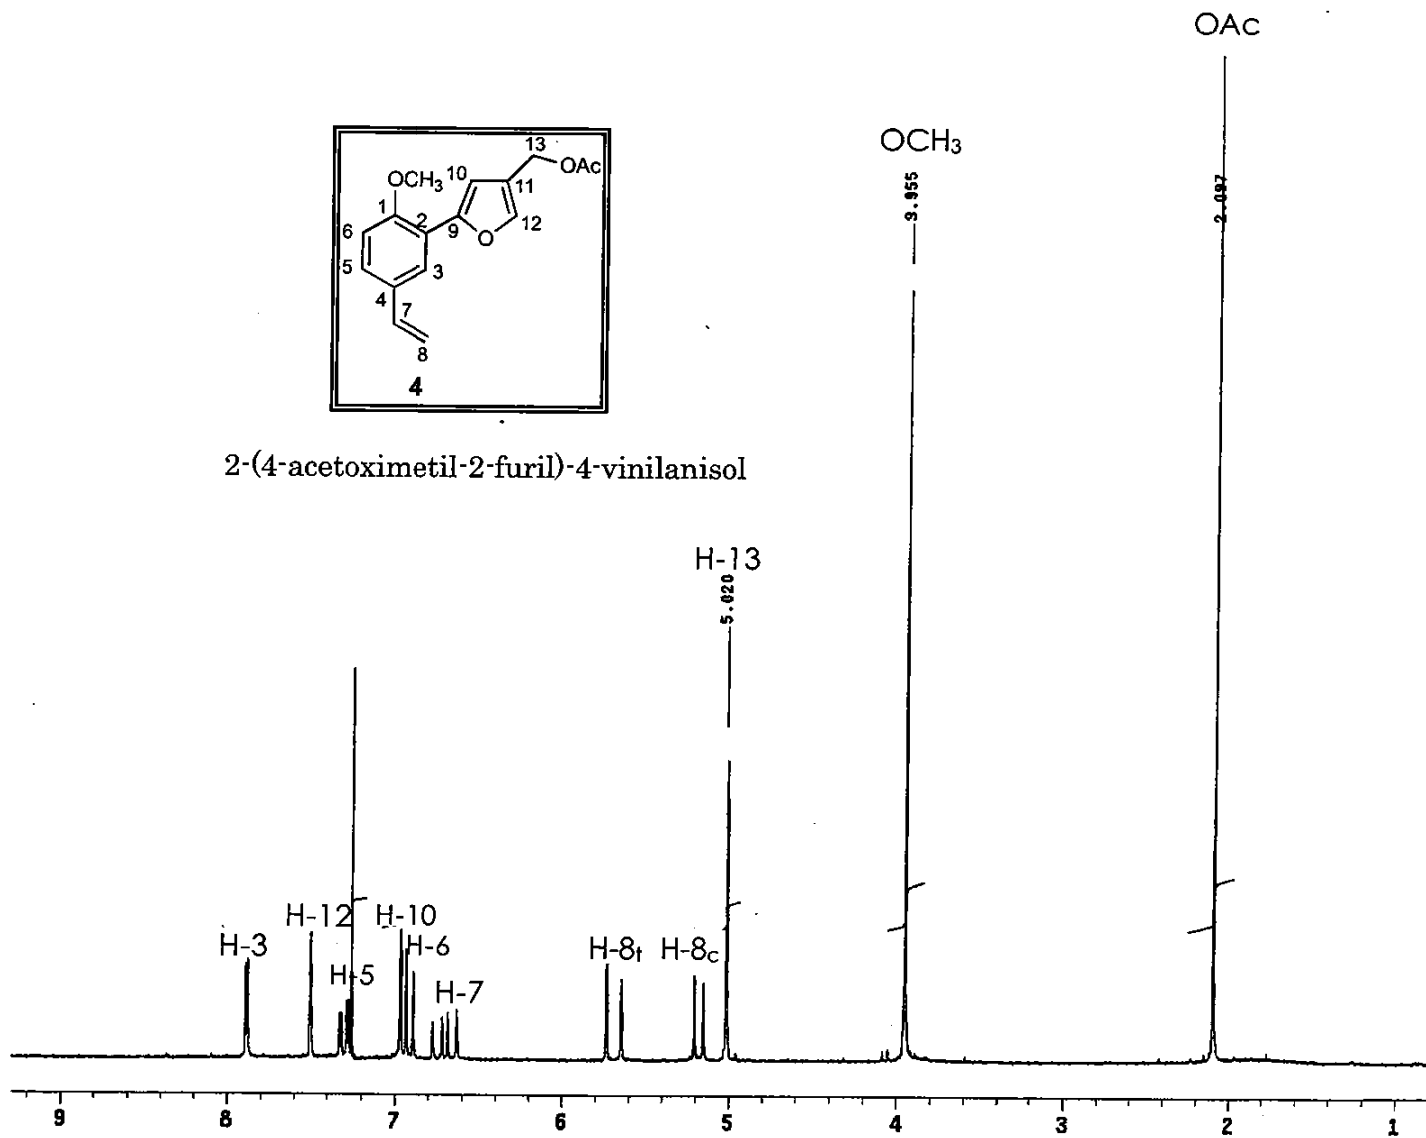 OAc
OCH3
3.955
2.097
13
OAc
OCH3
10
11
1
2
12
6
9
O
5
3
4
7
8
4
2-(4-acetoximetil-2-furil)-4-vinilanisol
H-13
5.020
H-12
H-10
H-3
H-6
H-8t
H-8c
H-5
H-7
9 8 7 6 5 4 3 2 1